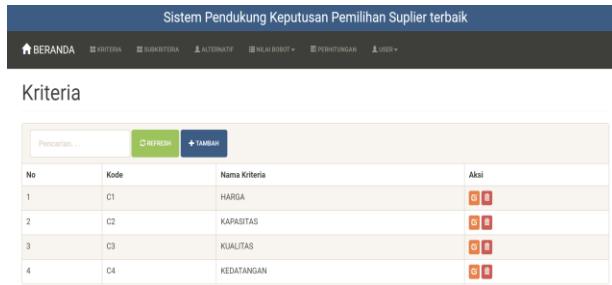 Sistem Pendukung Keputusan Pemilihan Suplier terbaik
BERANDA KRITERIA SUBKRITERIA ALTERNATIF NILAI BOBOT PERHITUNGAN USER
Kriteria
Pencarian... REFRESH + TAMBAH
No Kode Nama Kriteria Aksi
1 C1 HARGA
2 C2 KAPASITAS
3 C3 KUALITAS
4 C4 KEDATANGAN